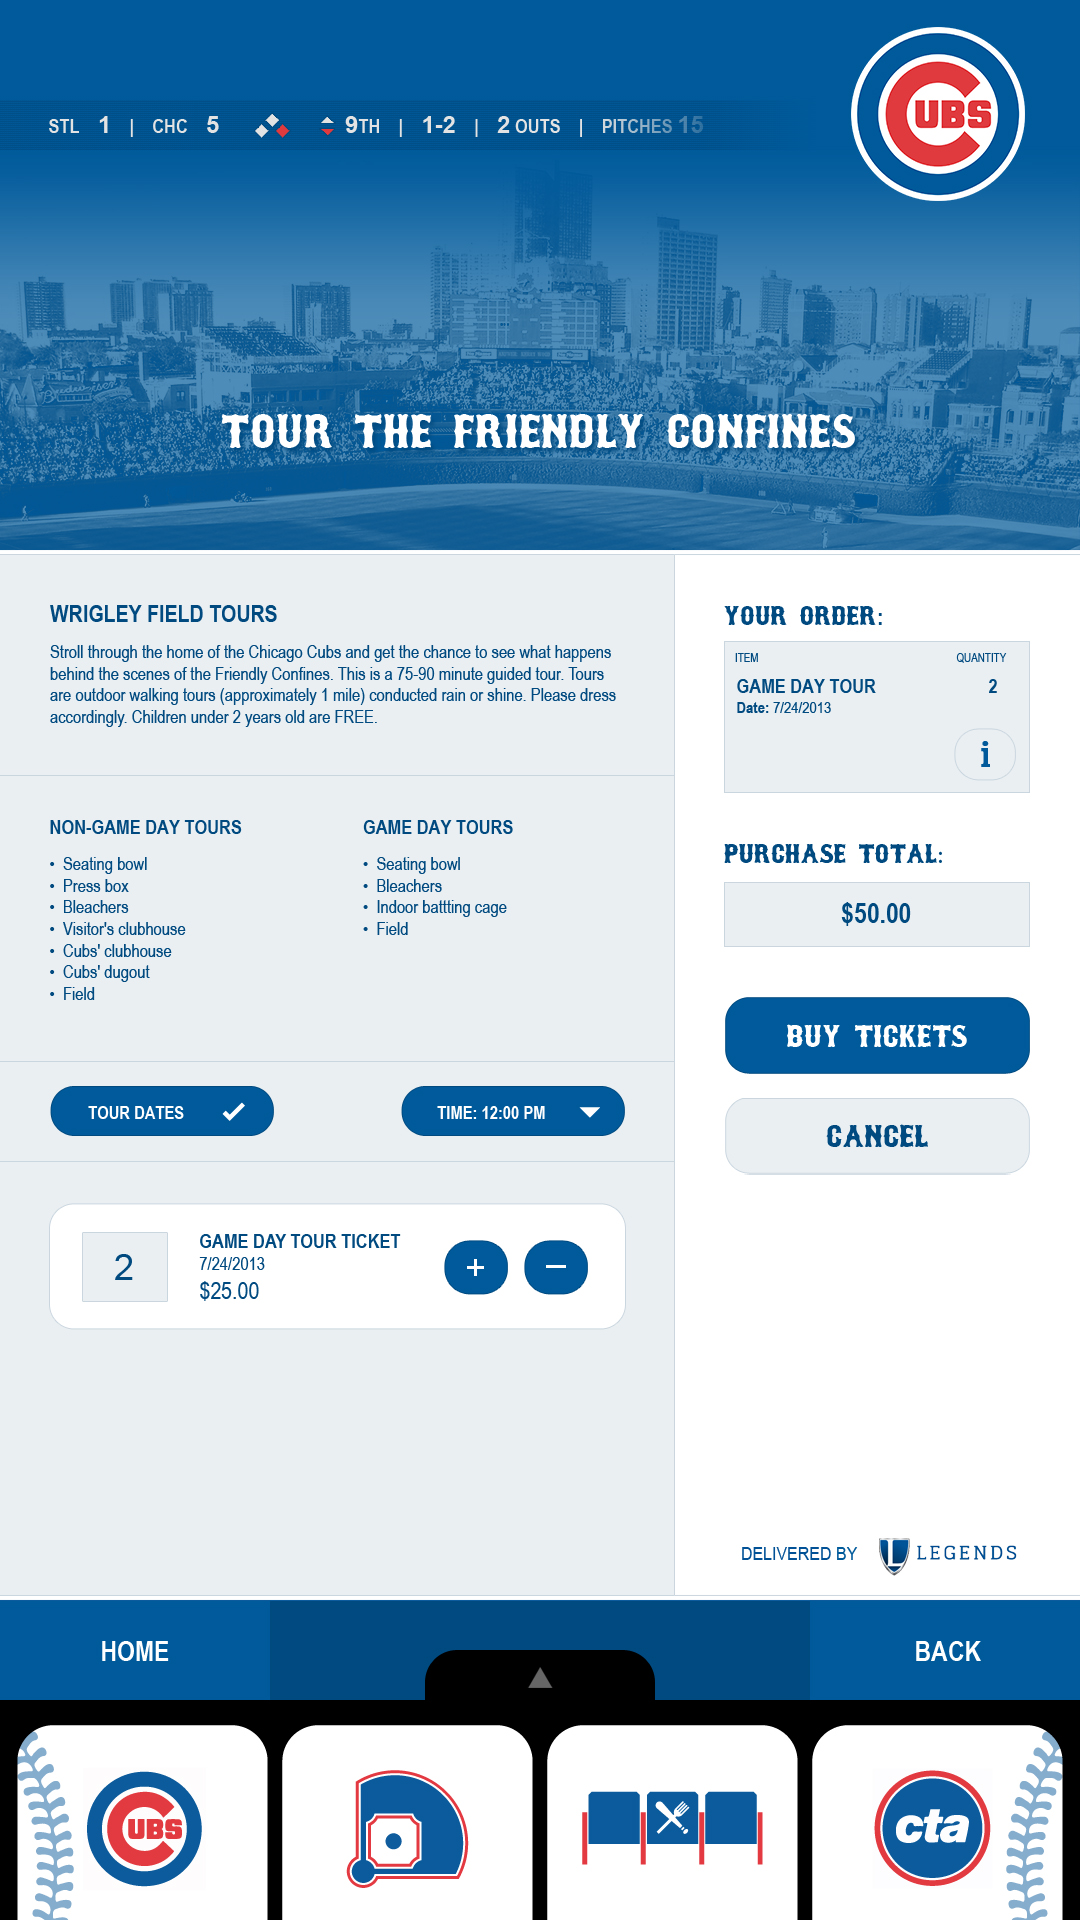 STL 1 | CHC 5 9TH | 1-2 | 2 OUTS | PITCHES 15
CUBS
TOUR THE FRIENDLY CONFINES
WRIGLEY FIELD TOURS
Stroll through the home of the Chicago Cubs and get the chance to see what happens
behind the scenes of the Friendly Confines. This is a 75-90 minute guided tour. Tours
are outdoor walking tours (approximately 1 mile) conducted rain or shine. Please dress
accordingly. Children under 2 years old are FREE.
NON-GAME DAY TOURS
• Seating bowl
• Press box
• Bleachers
• Visitor's clubhouse
• Cubs' clubhouse
• Cubs' dugout
• Field
GAME DAY TOURS
• Seating bowl
• Bleachers
• Indoor battting cage
• Field
TOUR DATES
TIME: 12:00 PM
2
GAME DAY TOUR TICKET
7/24/2013
$25.00
+ −
YOUR ORDER:
ITEM QUANTITY
GAME DAY TOUR 2
Date: 7/24/2013
i
PURCHASE TOTAL:
$50.00
BUY TICKETS
CANCEL
DELIVERED BY L LEGENDS
HOME
BACK
CUBS
cta